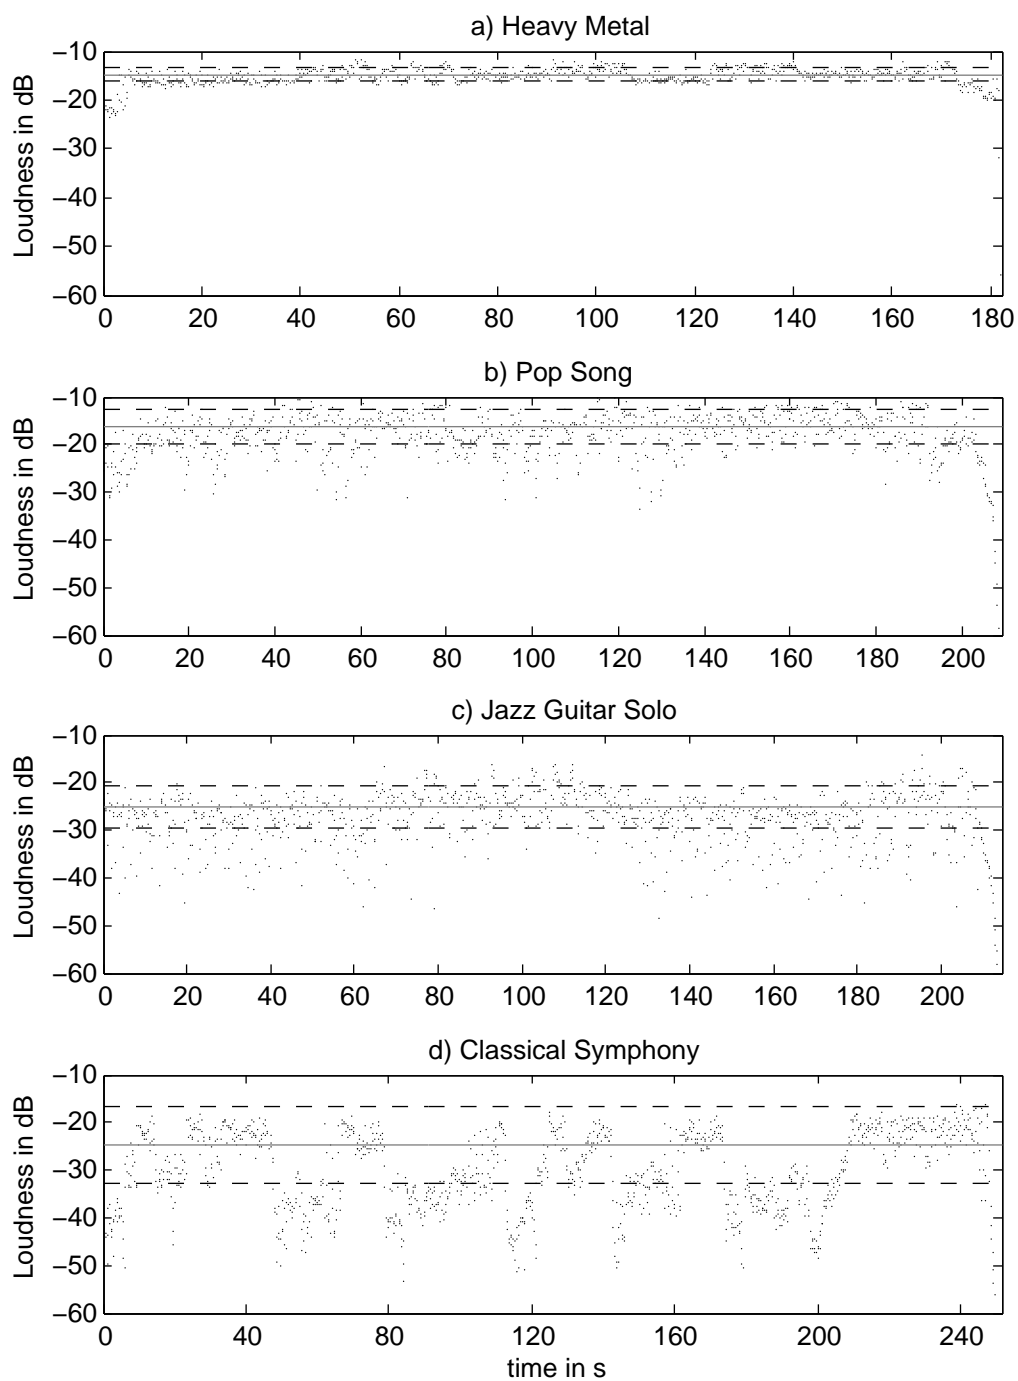 a) Heavy Metal
Loudness in dB
−10
−20
−30
−40
−50
−60
0 20 40 60 80 100 120 140 160 180
b) Pop Song
Loudness in dB
−10
−20
−30
−40
−50
−60
0 20 40 60 80 100 120 140 160 180 200
c) Jazz Guitar Solo
Loudness in dB
−10
−20
−30
−40
−50
−60
0 20 40 60 80 100 120 140 160 180 200
d) Classical Symphony
Loudness in dB
−10
−20
−30
−40
−50
−60
0 40 80 120 160 200 240
time in s